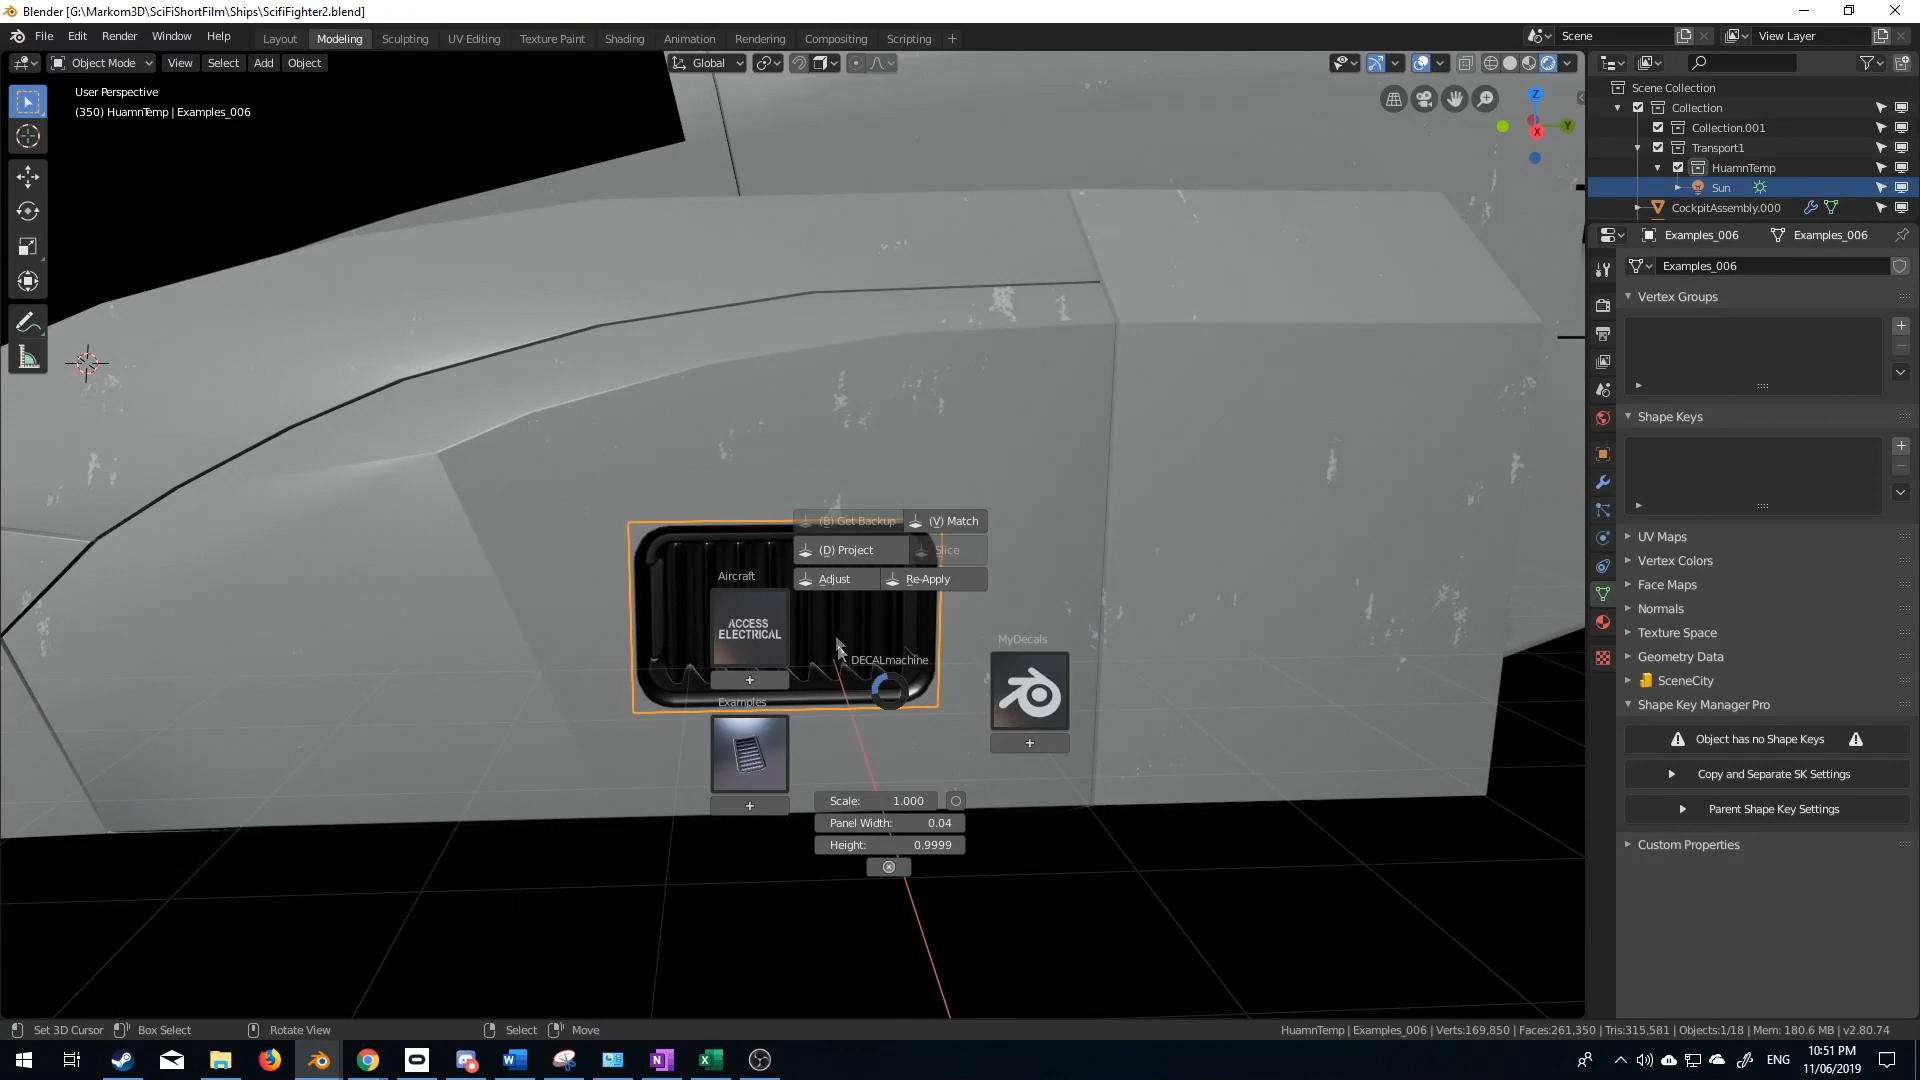 Blender [G:\Markom3D\SciFiShortFilm\Ships\ScifiFighter2.blend]
File Edit Render Window Help
Layout Modeling Sculpting UV Editing Texture Paint Shading Animation Rendering Compositing Scripting +
Scene
View Layer
Object Mode View Select Add Object
Global
User Perspective
(350) HuamnTemp | Examples_006
Z
Y
X
Scene Collection
Collection
Collection.001
Transport1
HuamnTemp
Sun
CockpitAssembly.000
Examples_006 Examples_006
Examples_006
Vertex Groups
Shape Keys
UV Maps
Vertex Colors
Face Maps
Normals
Texture Space
Geometry Data
SceneCity
Shape Key Manager Pro
Object has no Shape Keys
Copy and Separate SK Settings
Parent Shape Key Settings
Custom Properties
(B) Get Backup (V) Match
(D) Project Slice
Adjust Re-Apply
Aircraft
ACCESS
ELECTRICAL
+
DECALmachine
MyDecals
+
Examples
+
Scale: 1.000
Panel Width: 0.04
Height: 0.9999
Set 3D Cursor Box Select Rotate View Select Move
HuamnTemp | Examples_006 | Verts:169,850 | Faces:261,350 | Tris:315,581 | Objects:1/18 | Mem: 180.6 MB | v2.80.74
ENG
10:51 PM
11/06/2019